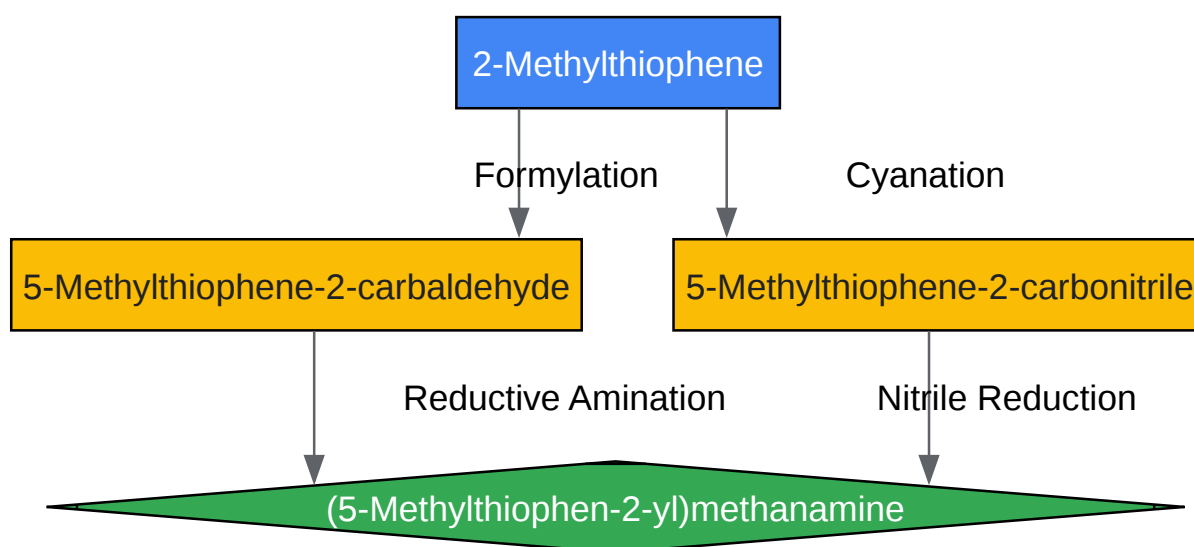 2-Methylthiophene
Formylation
Cyanation
5-Methylthiophene-2-carbaldehyde
5-Methylthiophene-2-carbonitrile
Reductive Amination
Nitrile Reduction
(5-Methylthiophen-2-yl)methanamine